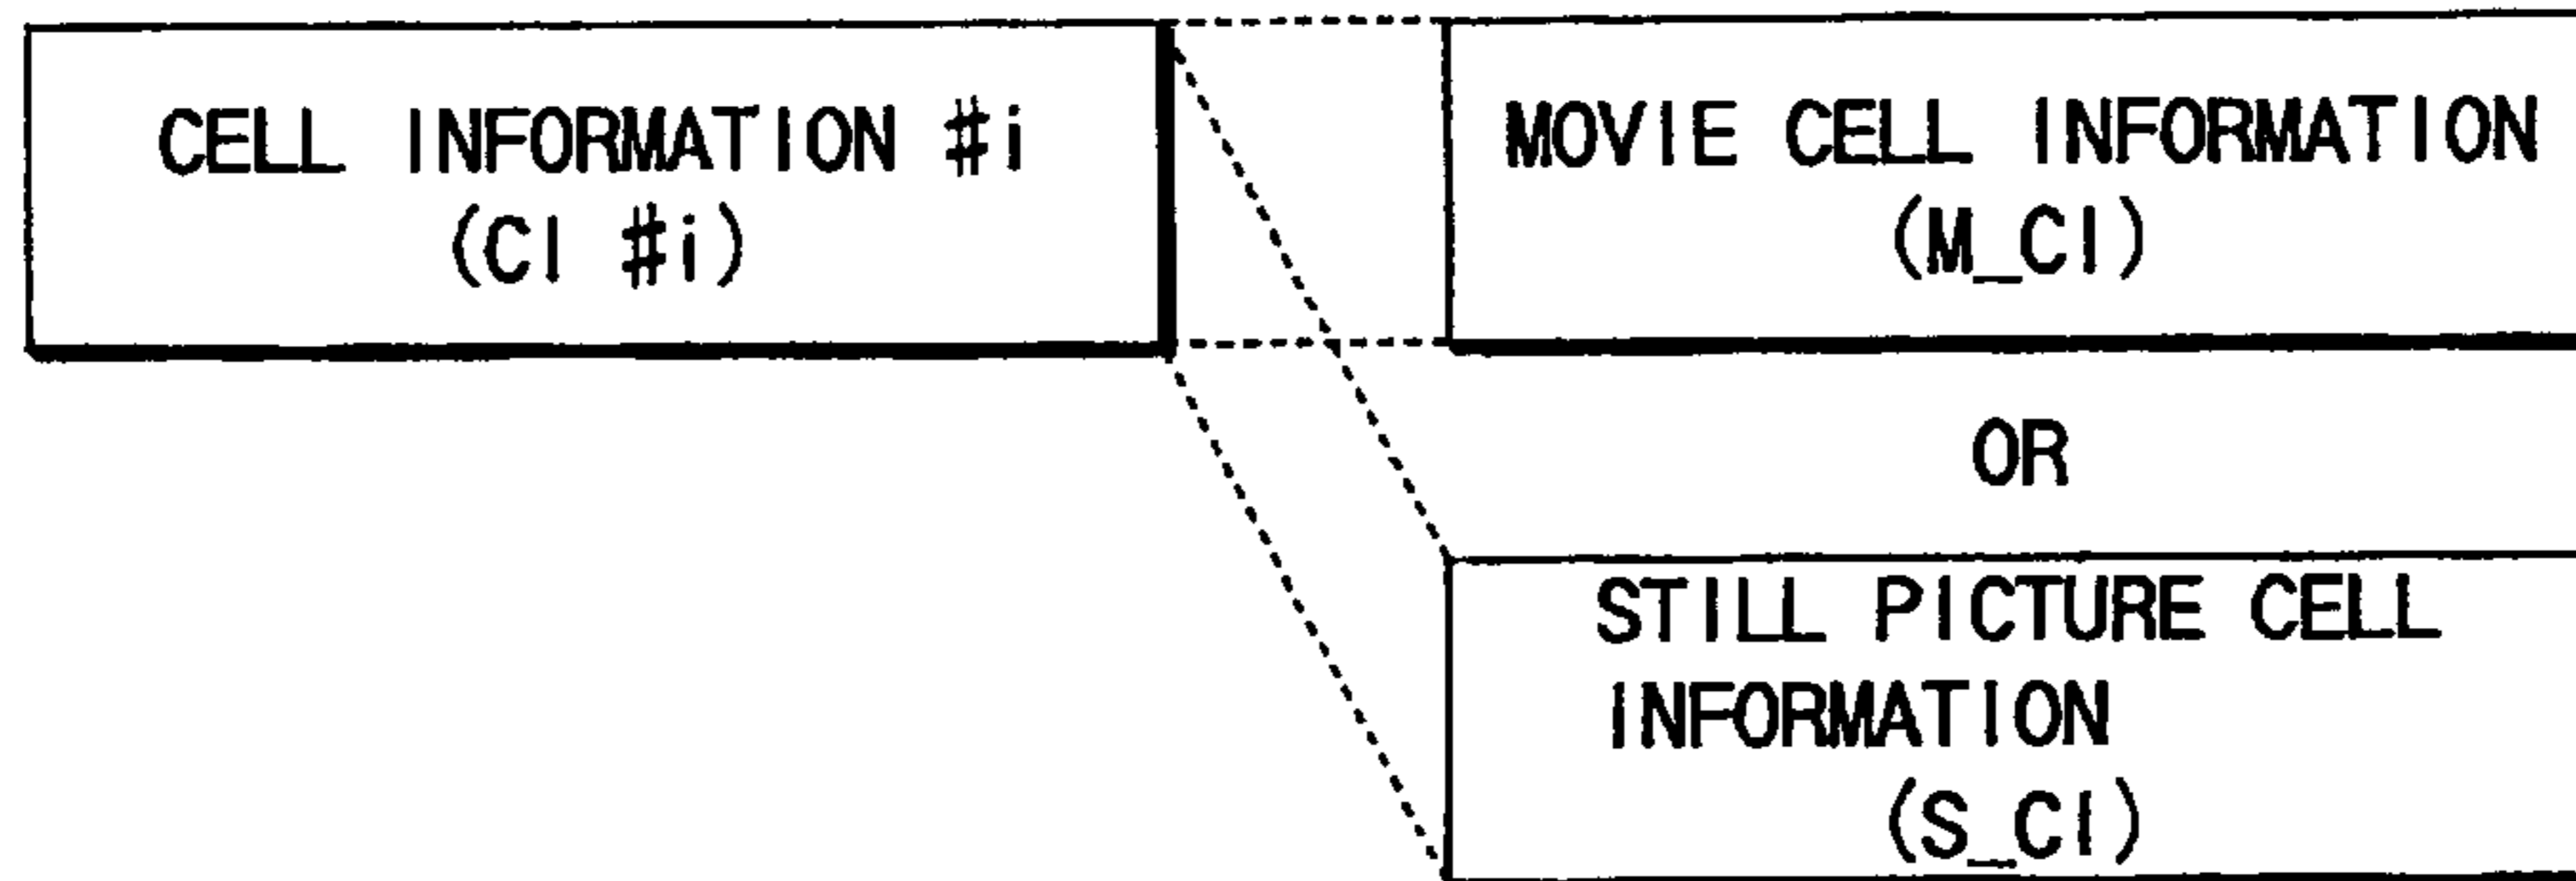 CELL INFORMATION #i
(CI #i)
MOVIE CELL INFORMATION
(M_CI)
OR
STILL PICTURE CELL
INFORMATION
(S_CI)